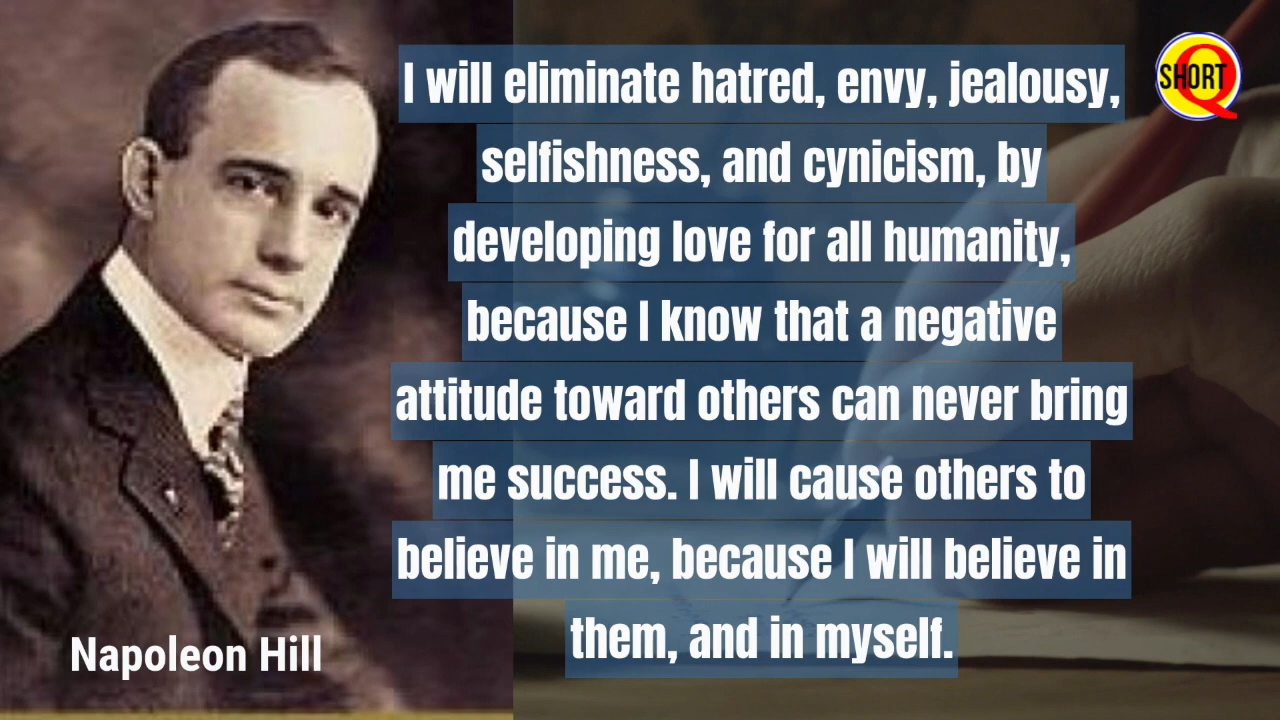 I will eliminate hatred, envy, jealousy,
selfishness, and cynicism, by
developing love for all humanity,
because I know that a negative
attitude toward others can never bring
me success. I will cause others to
believe in me, because I will believe in
them, and in myself.
Napoleon Hill
SHORT Q